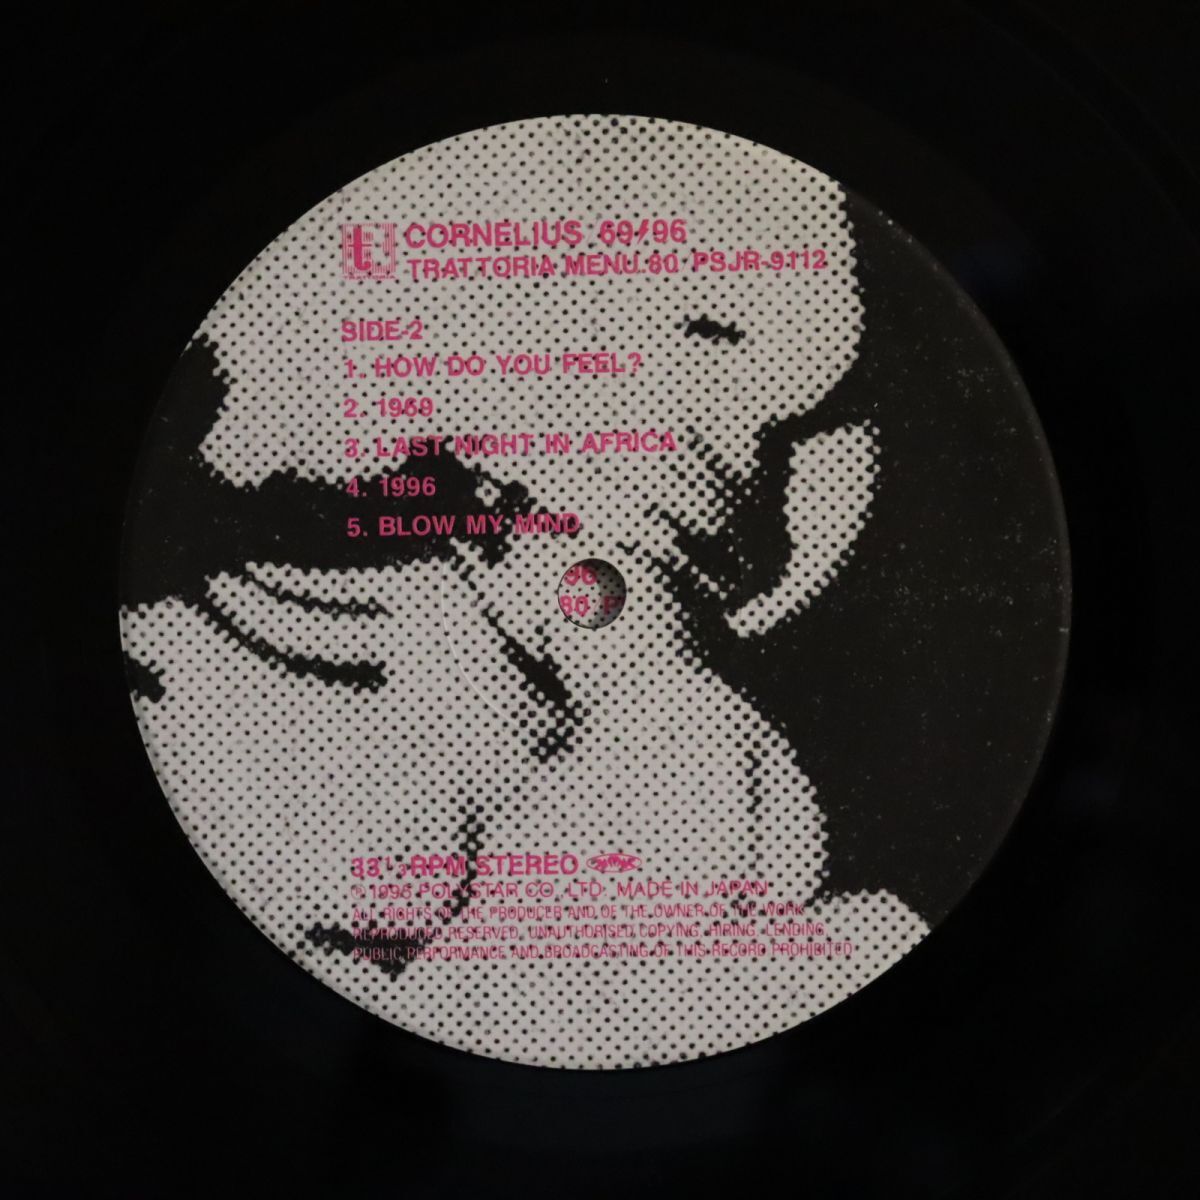 t.
CORNELIUS 69/96
TRATTORIA MENU.80 PSJR-9112
SIDE-2
1. HOW DO YOU FEEL?
2. 1969
3. LAST NIGHT IN AFRICA
4. 1996
5. BLOW MY MIND
96
80 P
33 1/3 RPM STEREO
℗1995 POLYSTAR CO.,LTD. MADE IN JAPAN
ALL RIGHTS OF THE PRODUCER AND OF THE OWNER OF THE WORK
REPRODUCED RESERVED. UNAUTHORISED COPYING, HIRING, LENDING,
PUBLIC PERFORMANCE AND BROADCASTING OF THIS RECORD PROHIBITED